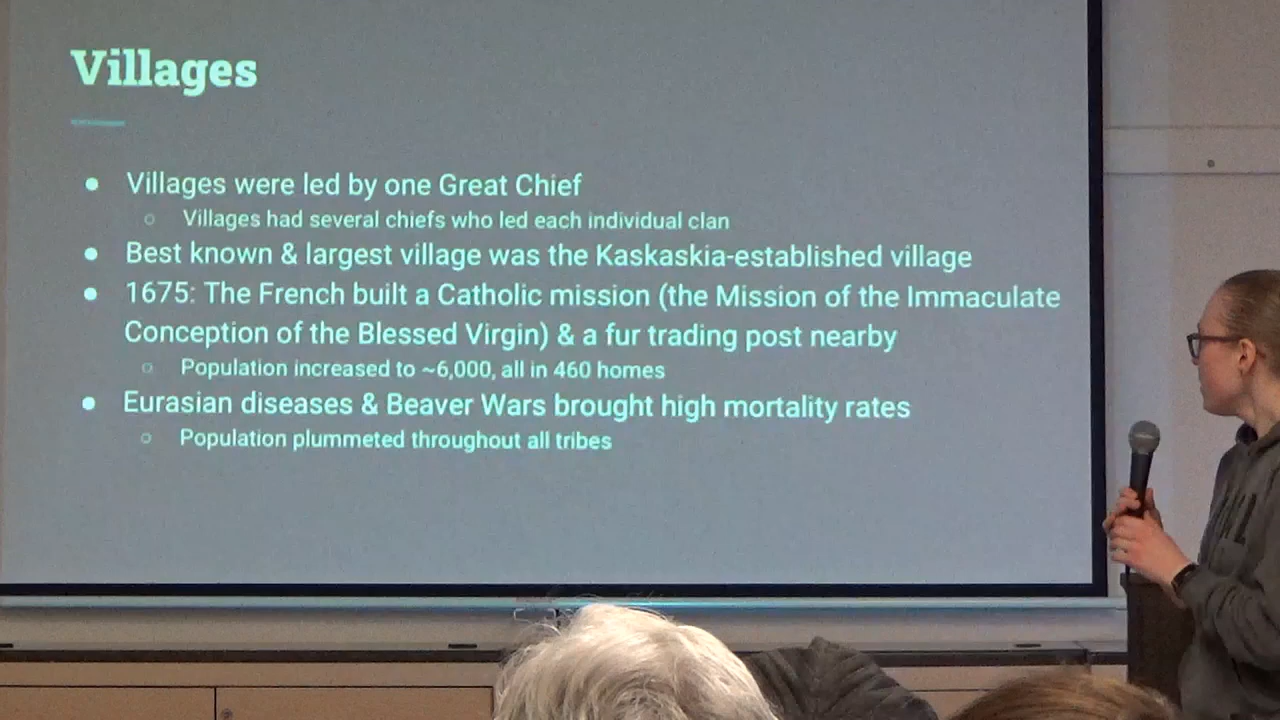 Villages
● Villages were led by one Great Chief
○ Villages had several chiefs who led each individual clan
● Best known & largest village was the Kaskaskia-established village
● 1675: The French built a Catholic mission (the Mission of the Immaculate
Conception of the Blessed Virgin) & a fur trading post nearby
○ Population increased to ~6,000, all in 460 homes
● Eurasian diseases & Beaver Wars brought high mortality rates
○ Population plummeted throughout all tribes